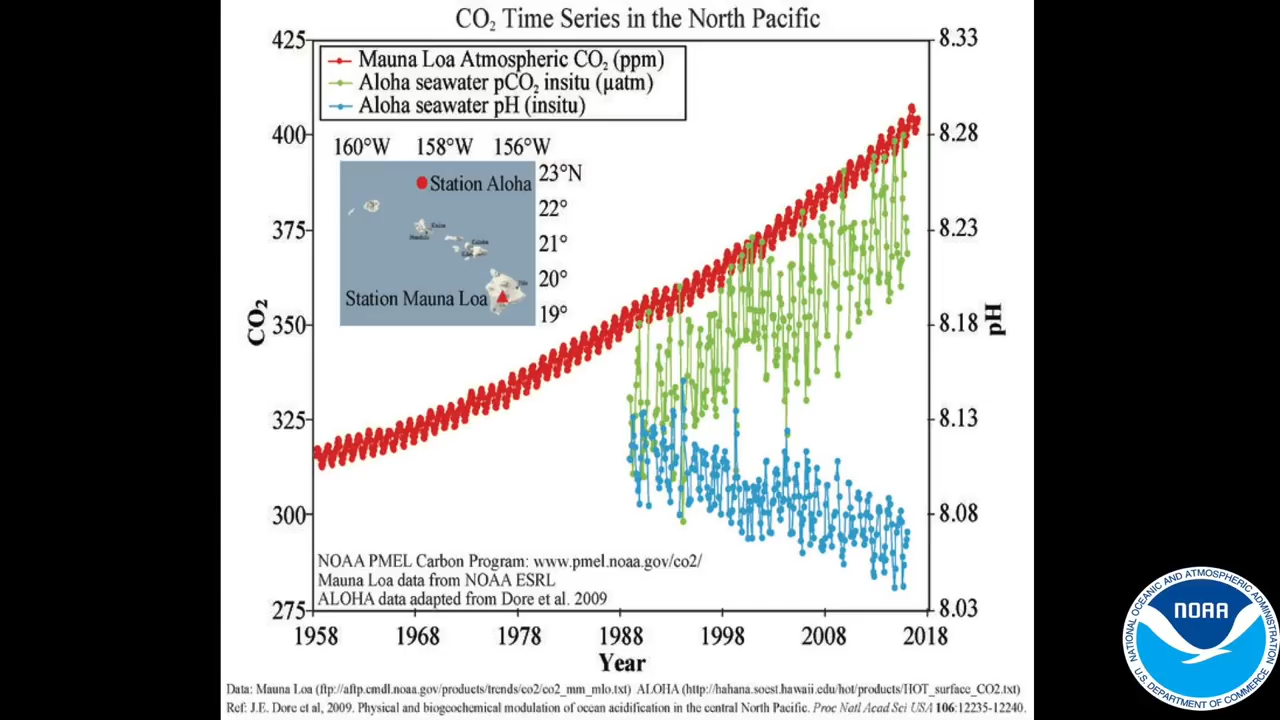 CO₂ Time Series in the North Pacific
425
400
375
350
325
300
275
CO₂
8.33
8.28
8.23
8.18
8.13
8.08
8.03
pH
Mauna Loa Atmospheric CO₂ (ppm)
Aloha seawater pCO₂ insitu (µatm)
Aloha seawater pH (insitu)
160°W 158°W 156°W
23°N
22°
21°
20°
19°
Station Aloha
Station Mauna Loa
NOAA PMEL Carbon Program: www.pmel.noaa.gov/co2/
Mauna Loa data from NOAA ESRL
ALOHA data adapted from Dore et al. 2009
1958 1968 1978 1988 1998 2008 2018
Year
Data: Mauna Loa (ftp://aftp.cmdl.noaa.gov/products/trends/co2/co2_mm_mlo.txt) ALOHA (http://hahana.soest.hawaii.edu/hot/products/HOT_surface_CO2.txt)
Ref: J.E. Dore et al, 2009. Physical and biogeochemical modulation of ocean acidification in the central North Pacific. Proc Natl Acad Sci USA 106:12235-12240.
NATIONAL OCEANIC AND ATMOSPHERIC ADMINISTRATION
NOAA
U.S. DEPARTMENT OF COMMERCE